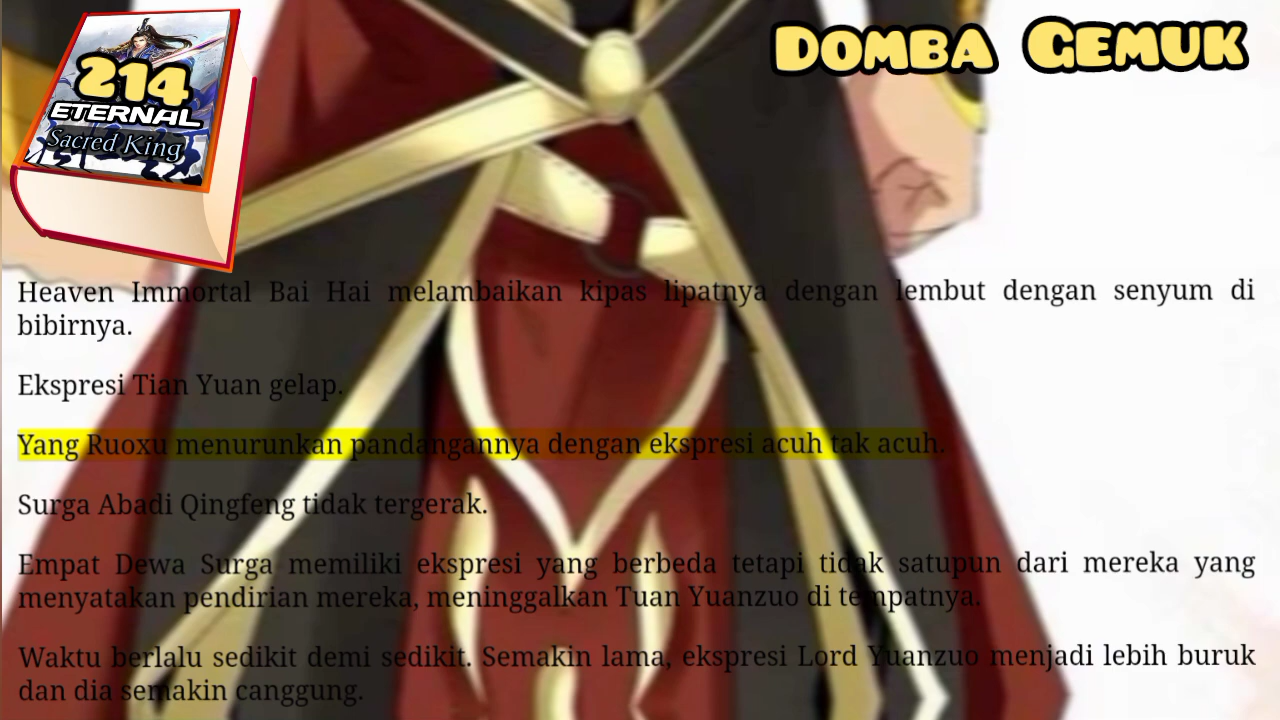 214
ETERNAL
Sacred King
DOMBA GEMUK
Heaven Immortal Bai Hai melambaikan kipas lipatnya dengan lembut dengan senyum di
bibirnya.
Ekspresi Tian Yuan gelap.
Yang Ruoxu menurunkan pandangannya dengan ekspresi acuh tak acuh.
Surga Abadi Qingfeng tidak tergerak.
Empat Dewa Surga memiliki ekspresi yang berbeda tetapi tidak satupun dari mereka yang
menyatakan pendirian mereka, meninggalkan Tuan Yuanzuo di tempatnya.
Waktu berlalu sedikit demi sedikit. Semakin lama, ekspresi Lord Yuanzuo menjadi lebih buruk
dan dia semakin canggung.